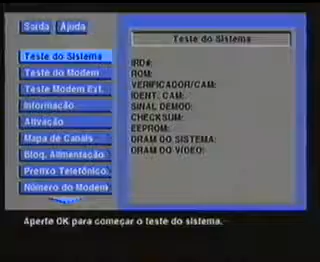 Saída Ajuda
Teste do Sistema
Teste do Sistema
Teste do Modem
Teste Modem Ext.
Informação
Ativação
Mapa de Canais
Bloq. Alimentação
Prefixo Telefônico
Número do Modem
IRD#:
ROM:
VERIFICADOR/CAM:
IDENT. CAM:
SINAL DEMOD:
CHECKSUM:
EEPROM:
DRAM DO SISTEMA:
DRAM DO VÍDEO:
Aperte OK para começar o teste do sistema.